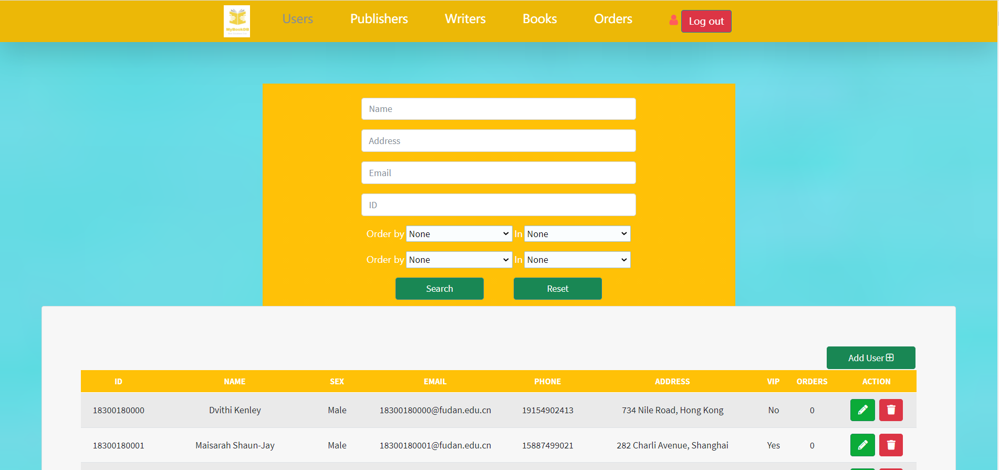 MyBookDB
Users Publishers Writers Books Orders Log out
Name
Address
Email
ID
Order by None In None
Order by None In None
Search Reset
Add User
ID NAME SEX EMAIL PHONE ADDRESS VIP ORDERS ACTION
18300180000 Dvithi Kenley Male 18300180000@fudan.edu.cn 19154902413 734 Nile Road, Hong Kong No 0
18300180001 Maisarah Shaun-Jay Male 18300180001@fudan.edu.cn 15887499021 282 Charli Avenue, Shanghai Yes 0